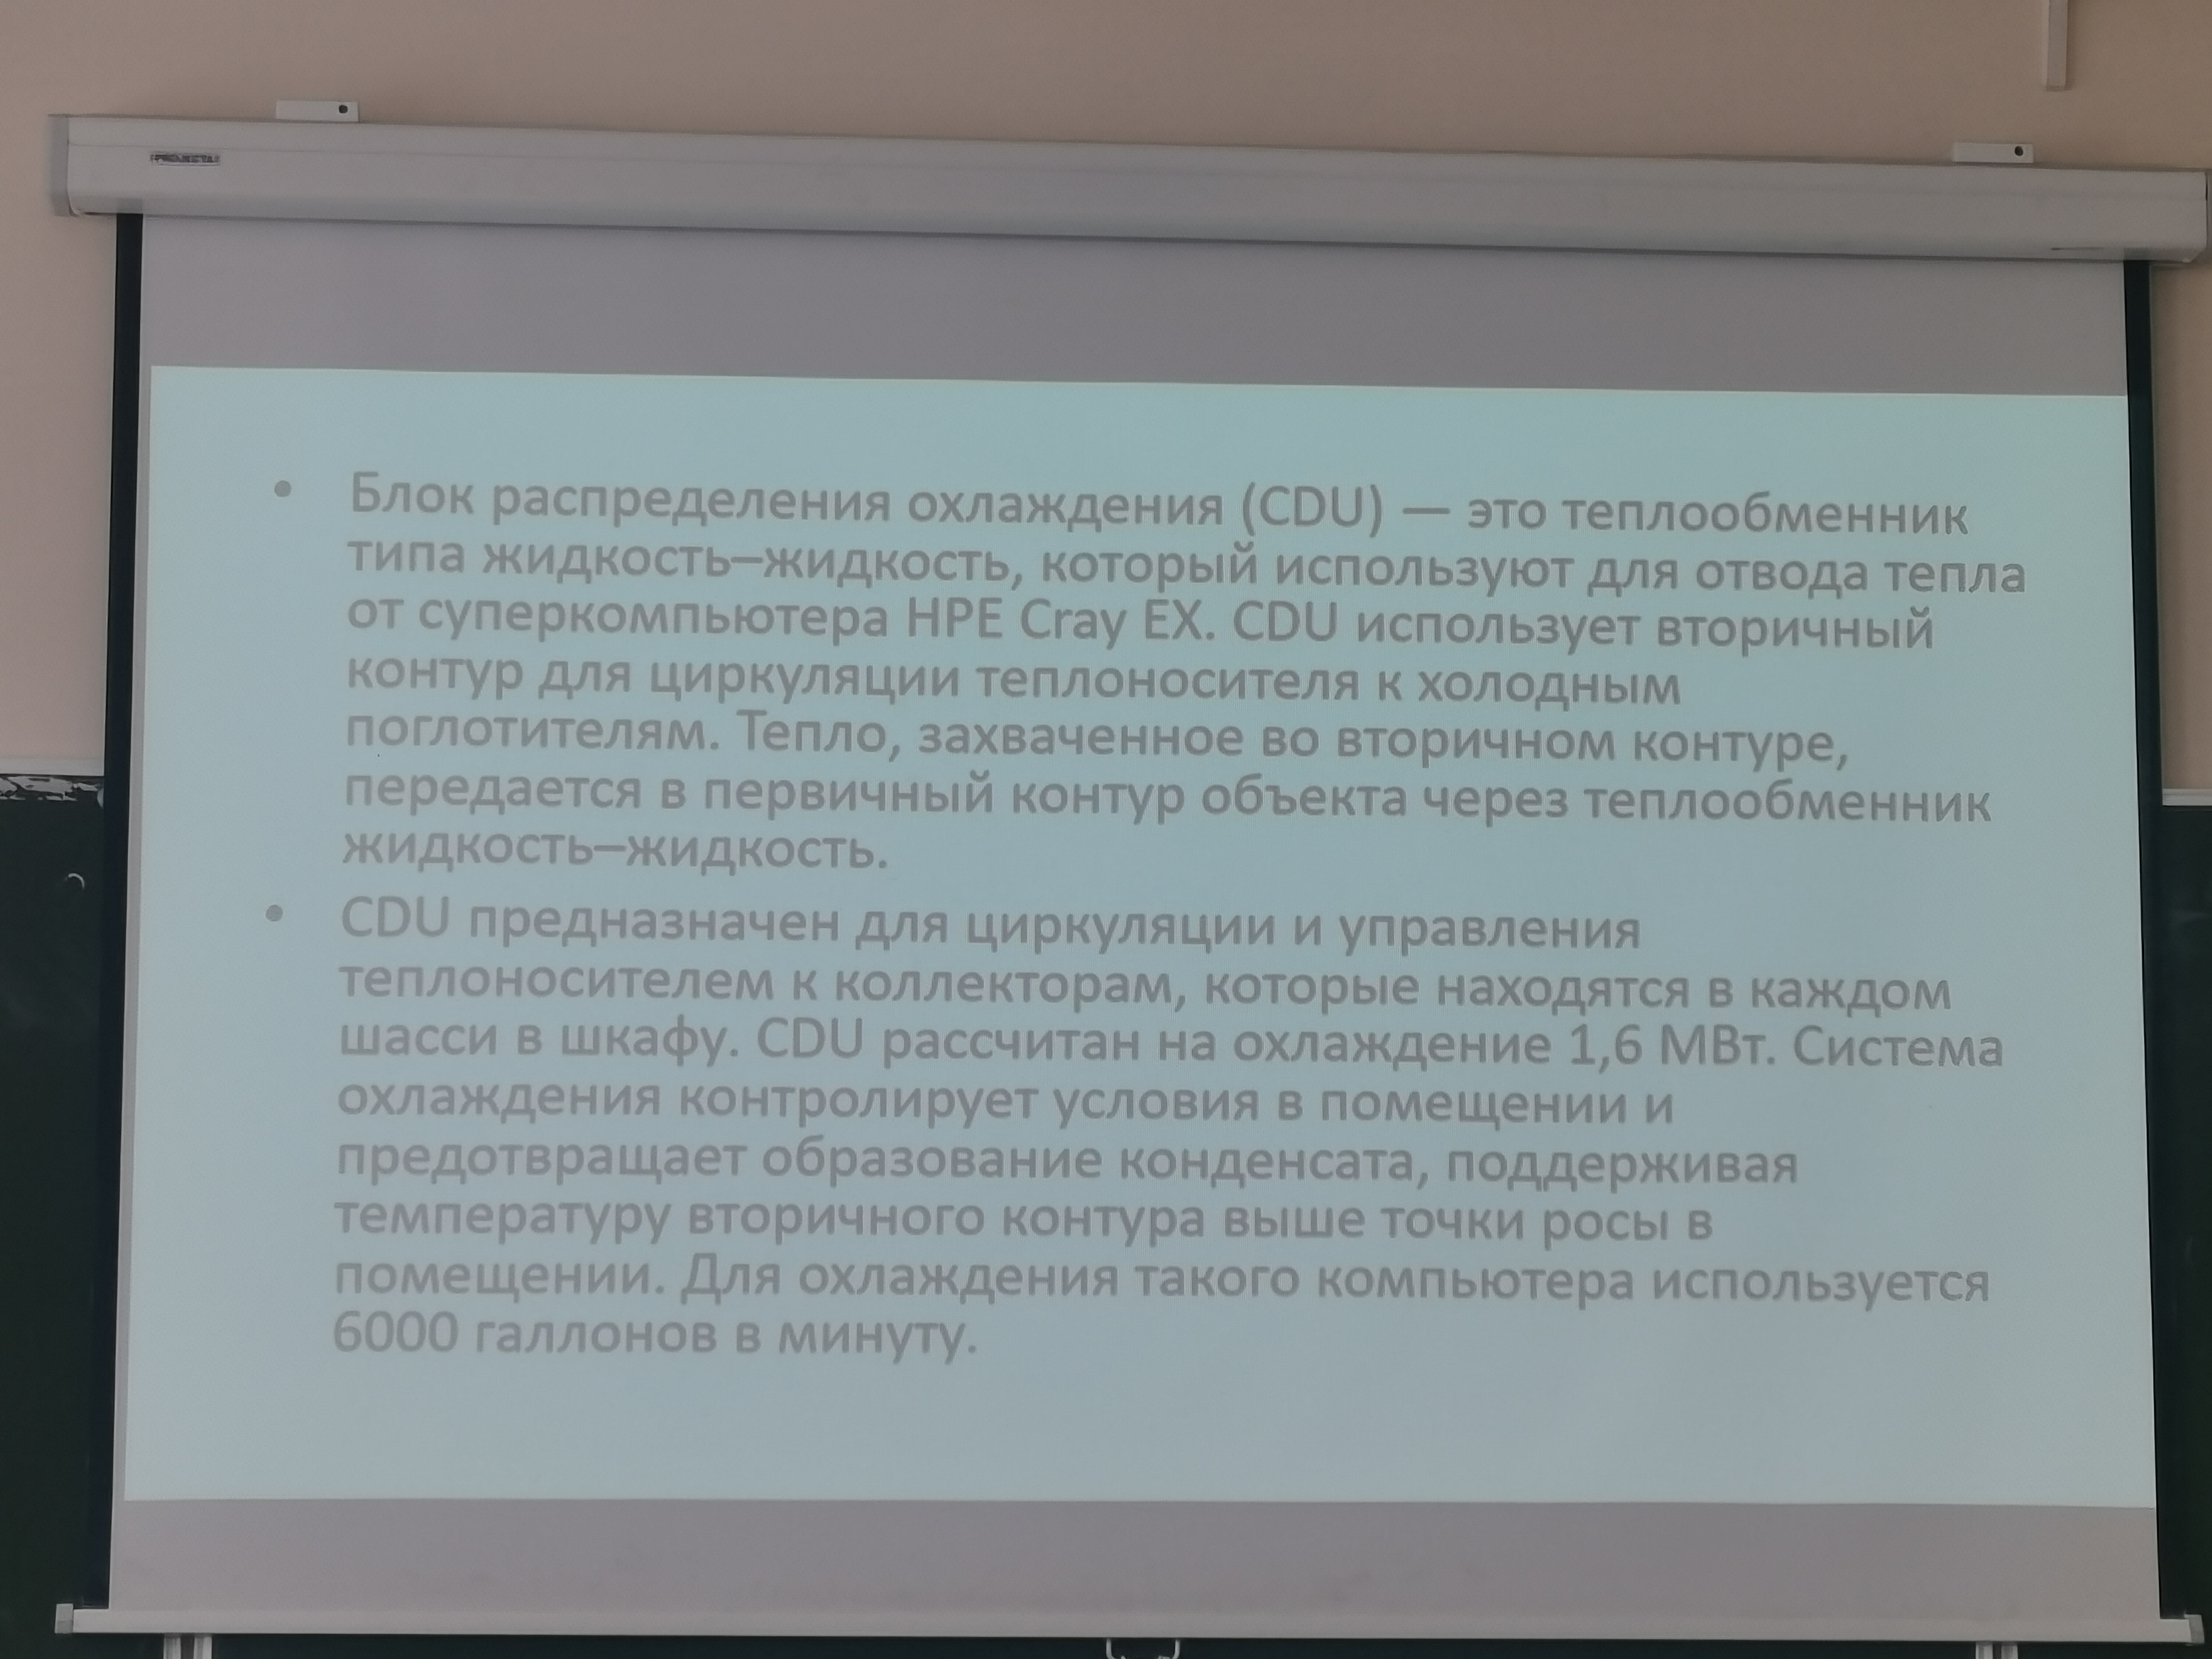 • Блок распределения охлаждения (CDU) — это теплообменник
типа жидкость–жидкость, который используют для отвода тепла
от суперкомпьютера HPE Cray EX. CDU использует вторичный
контур для циркуляции теплоносителя к холодным
поглотителям. Тепло, захваченное во вторичном контуре,
передается в первичный контур объекта через теплообменник
жидкость–жидкость.
• CDU предназначен для циркуляции и управления
теплоносителем к коллекторам, которые находятся в каждом
шасси в шкафу. CDU рассчитан на охлаждение 1,6 МВт. Система
охлаждения контролирует условия в помещении и
предотвращает образование конденсата, поддерживая
температуру вторичного контура выше точки росы в
помещении. Для охлаждения такого компьютера используется
6000 галлонов в минуту.